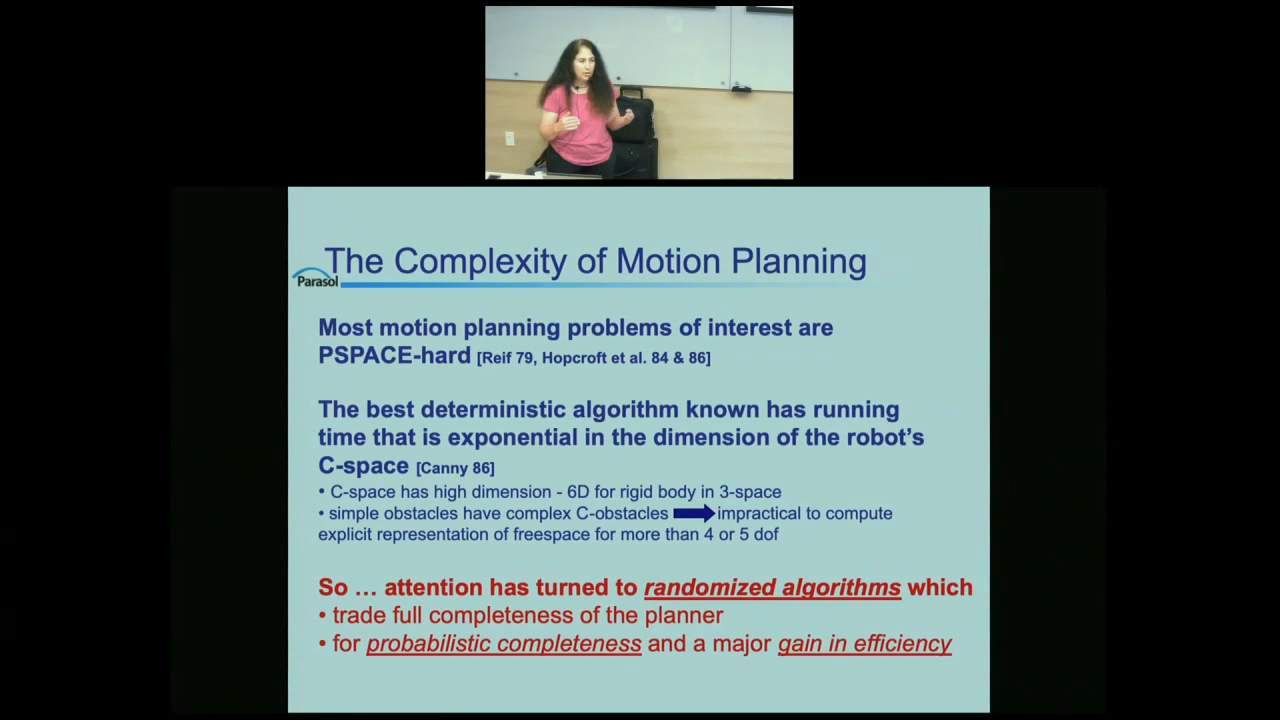 The Complexity of Motion Planning
Parasol
Most motion planning problems of interest are
PSPACE-hard [Reif 79, Hopcroft et al. 84 & 86]
The best deterministic algorithm known has running
time that is exponential in the dimension of the robot's
C-space [Canny 86]
• C-space has high dimension - 6D for rigid body in 3-space
• simple obstacles have complex C-obstacles impractical to compute
explicit representation of freespace for more than 4 or 5 dof
So … attention has turned to randomized algorithms which
• trade full completeness of the planner
• for probabilistic completeness and a major gain in efficiency